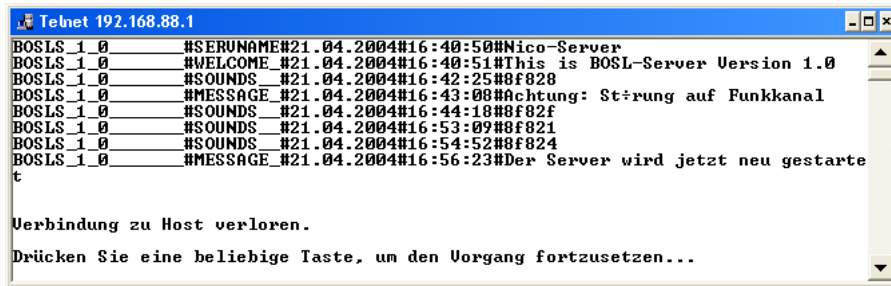 Telnet 192.168.88.1
BOSLS_1_0_______#SERVNAME#21.04.2004#16:40:50#Nico-Server
BOSLS_1_0_______#WELCOME_#21.04.2004#16:40:51#This is BOSL-Server Version 1.0
BOSLS_1_0_______#SOUNDS__#21.04.2004#16:42:25#8f828
BOSLS_1_0_______#MESSAGE_#21.04.2004#16:43:08#Achtung: St÷rung auf Funkkanal
BOSLS_1_0_______#SOUNDS__#21.04.2004#16:44:18#8f82f
BOSLS_1_0_______#SOUNDS__#21.04.2004#16:53:09#8f821
BOSLS_1_0_______#SOUNDS__#21.04.2004#16:54:52#8f824
BOSLS_1_0_______#MESSAGE_#21.04.2004#16:56:23#Der Server wird jetzt neu gestarte
t
Verbindung zu Host verloren.
Drücken Sie eine beliebige Taste, um den Vorgang fortzusetzen...